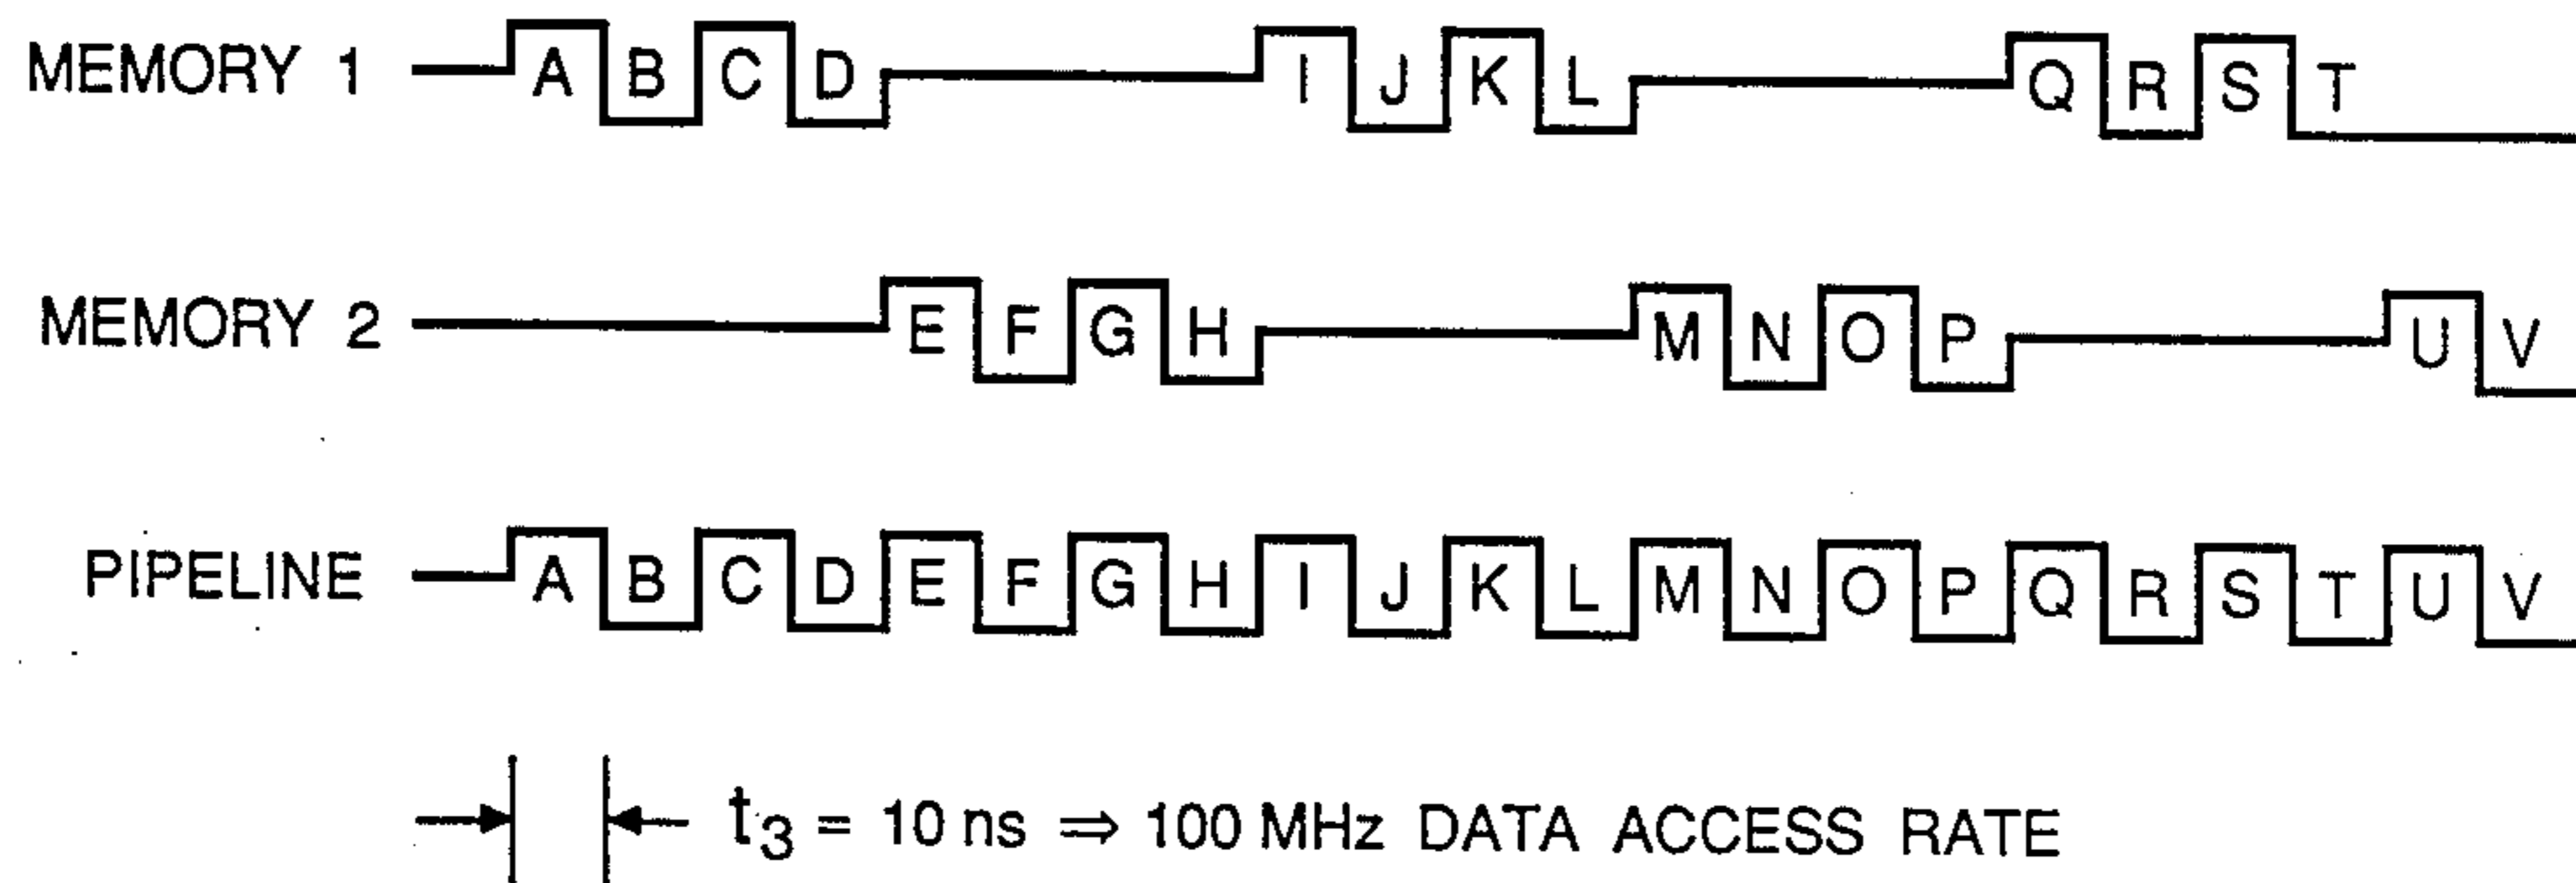 MEMORY 1 A B C D I J K L Q R S T
MEMORY 2 E F G H M N O P U V
PIPELINE A B C D E F G H I J K L M N O P Q R S T U V
t3 = 10 ns ⇒ 100 MHz DATA ACCESS RATE